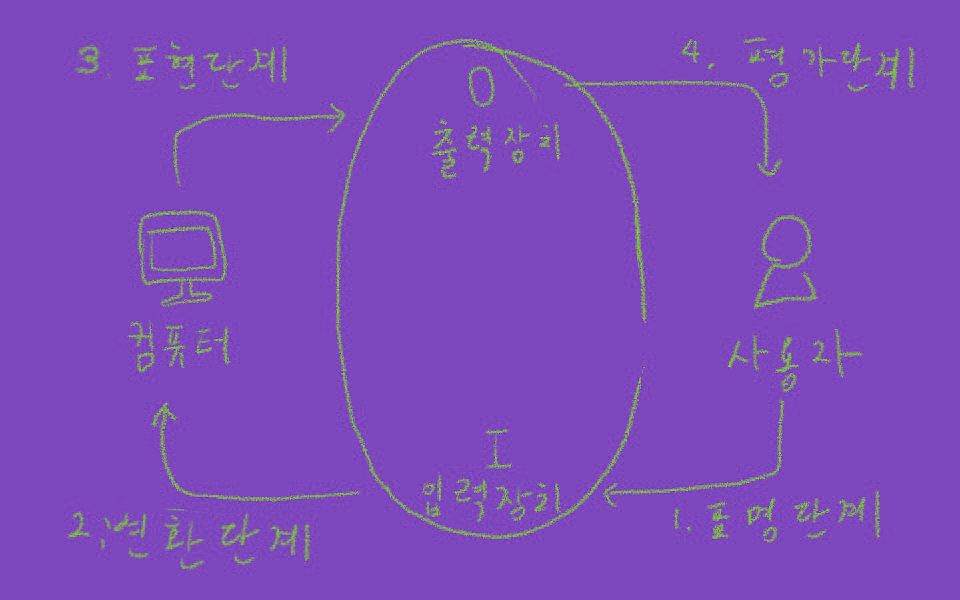 3. 표현단계
4. 평가단계
O
출력장치
컴퓨터
사용자
I
입력장치
2. 변환단계
1. 표명단계